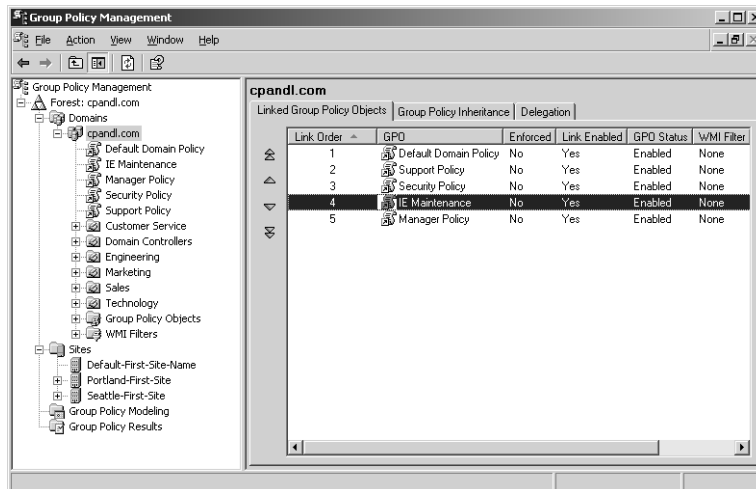 Group Policy Management
File Action View Window Help
Group Policy Management
Forest: cpandl.com
Domains
cpandl.com
Default Domain Policy
IE Maintenance
Manager Policy
Security Policy
Support Policy
Customer Service
Domain Controllers
Engineering
Marketing
Sales
Technology
Group Policy Objects
WMI Filters
Sites
Default-First-Site-Name
Portland-First-Site
Seattle-First-Site
Group Policy Modeling
Group Policy Results
cpandl.com
Linked Group Policy Objects Group Policy Inheritance Delegation
Link Order GPO Enforced Link Enabled GPO Status WMI Filter
1 Default Domain Policy No Yes Enabled None
2 Support Policy No Yes Enabled None
3 Security Policy No Yes Enabled None
4 IE Maintenance No Yes Enabled None
5 Manager Policy No Yes Enabled None